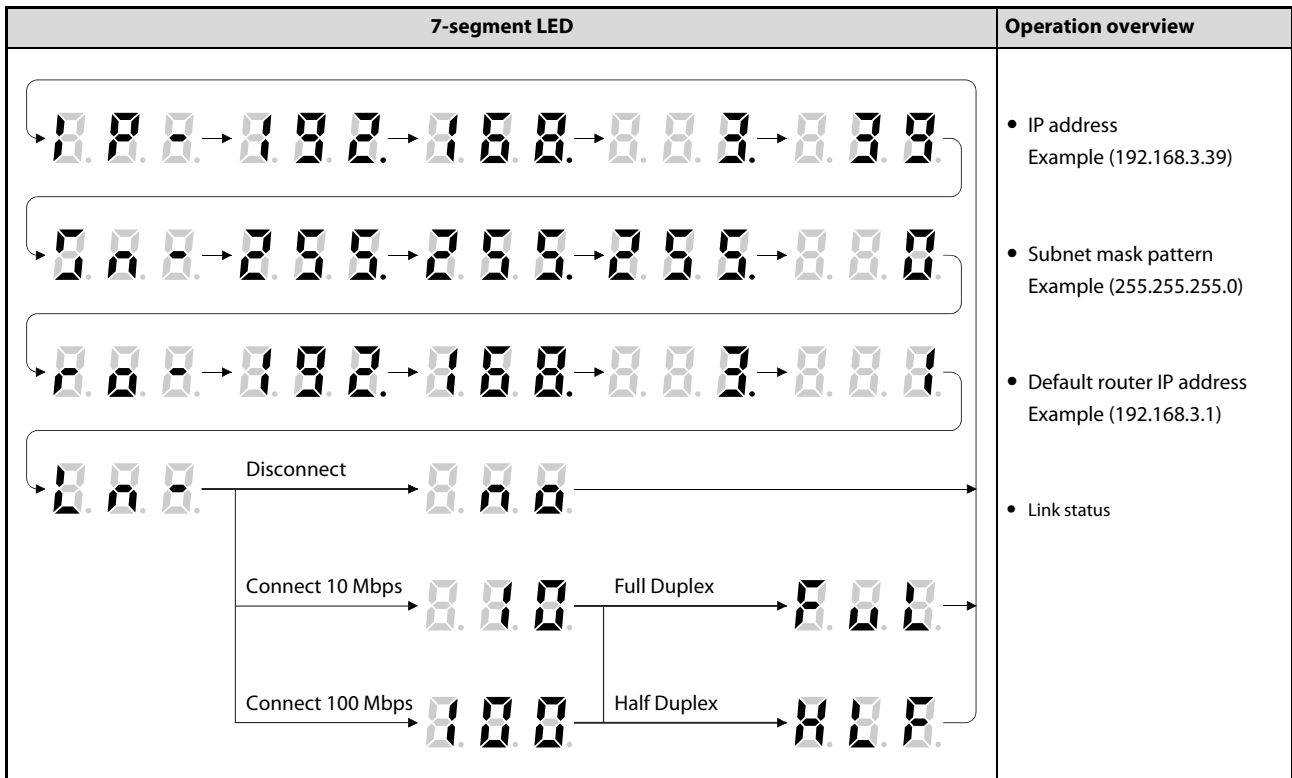 7-segment LED
Operation overview
IP- 192. 168. 3. 39
• IP address
Example (192.168.3.39)
Sn- 255. 255. 255. 0
• Subnet mask pattern
Example (255.255.255.0)
ro- 192. 168. 3. 1
• Default router IP address
Example (192.168.3.1)
Ln-
Disconnect
no
• Link status
Connect 10 Mbps
10
Full Duplex
FuL
Connect 100 Mbps
100
Half Duplex
HLF